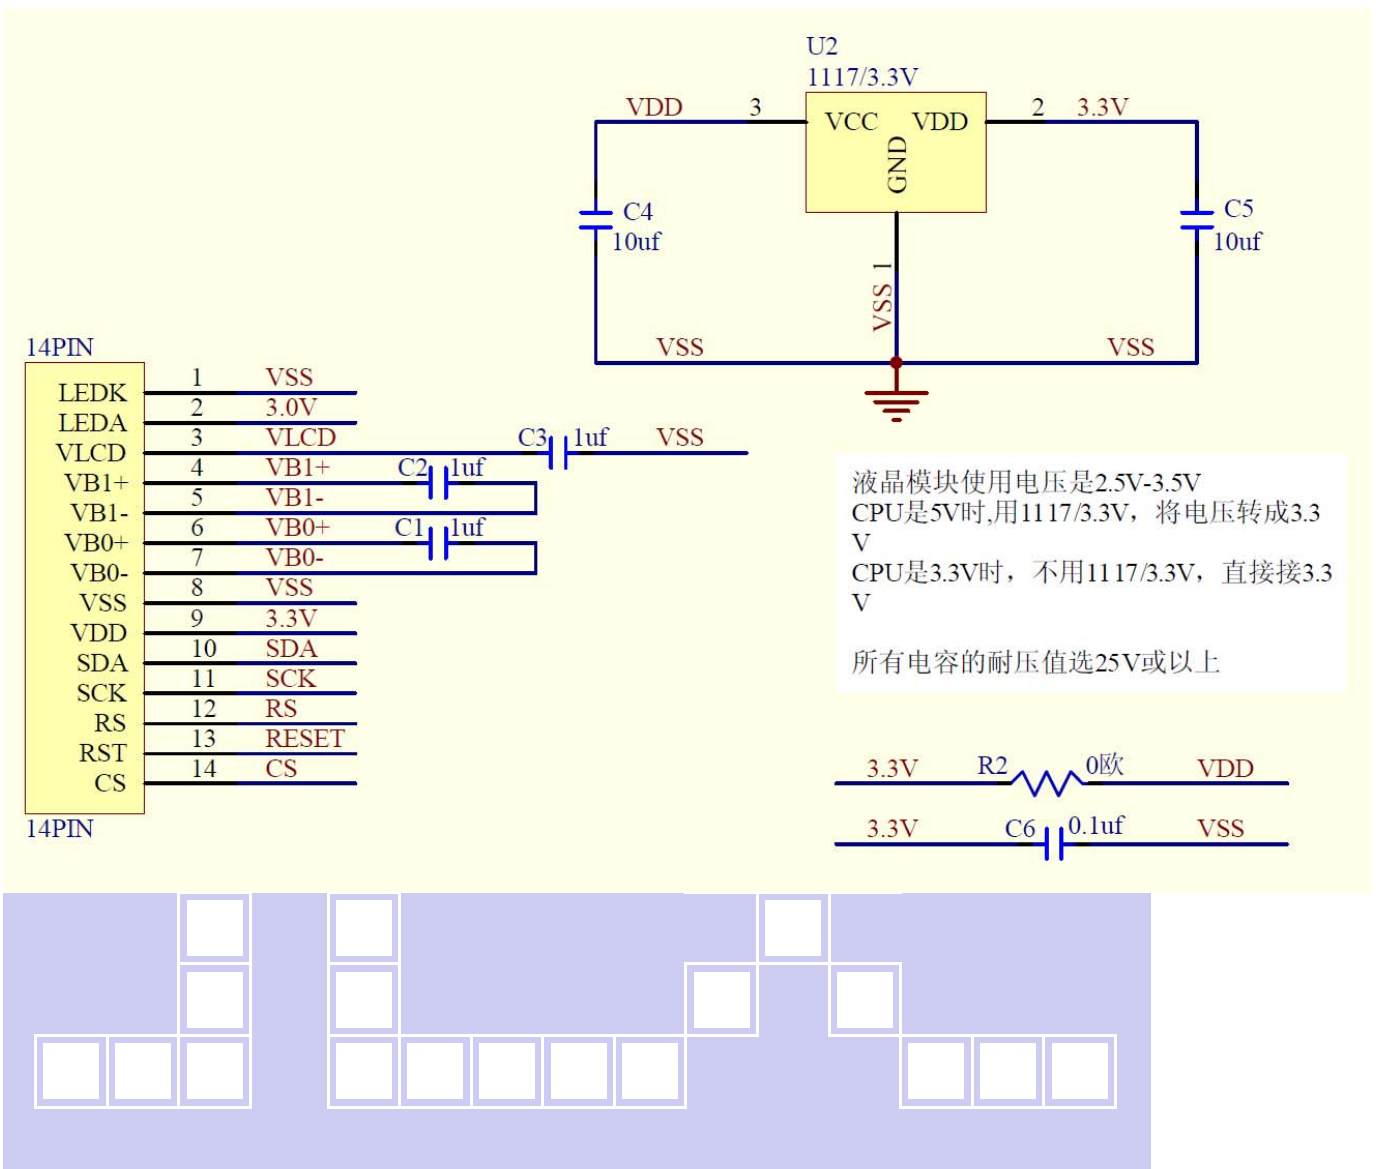 U2
1117/3.3V
VDD 3 VCC VDD 2 3.3V
GND
C4 C5
10uf 10uf
VSS 1
VSS VSS
14PIN
LEDK 1 VSS
LEDA 2 3.0V
VLCD 3 VLCD C3 1uf VSS
VB1+ 4 VB1+ C2 1uf
VB1- 5 VB1-
VB0+ 6 VB0+ C1 1uf
VB0- 7 VB0-
VSS 8 VSS
VDD 9 3.3V
SDA 10 SDA
SCK 11 SCK
RS 12 RS
RST 13 RESET
CS 14 CS
14PIN
液晶模块使用电压是2.5V-3.5V
CPU是5V时,用1117/3.3V，将电压转成3.3
V
CPU是3.3V时，不用1117/3.3V，直接接3.3
V
所有电容的耐压值选25V或以上
3.3V R2 0欧 VDD
3.3V C6 0.1uf VSS